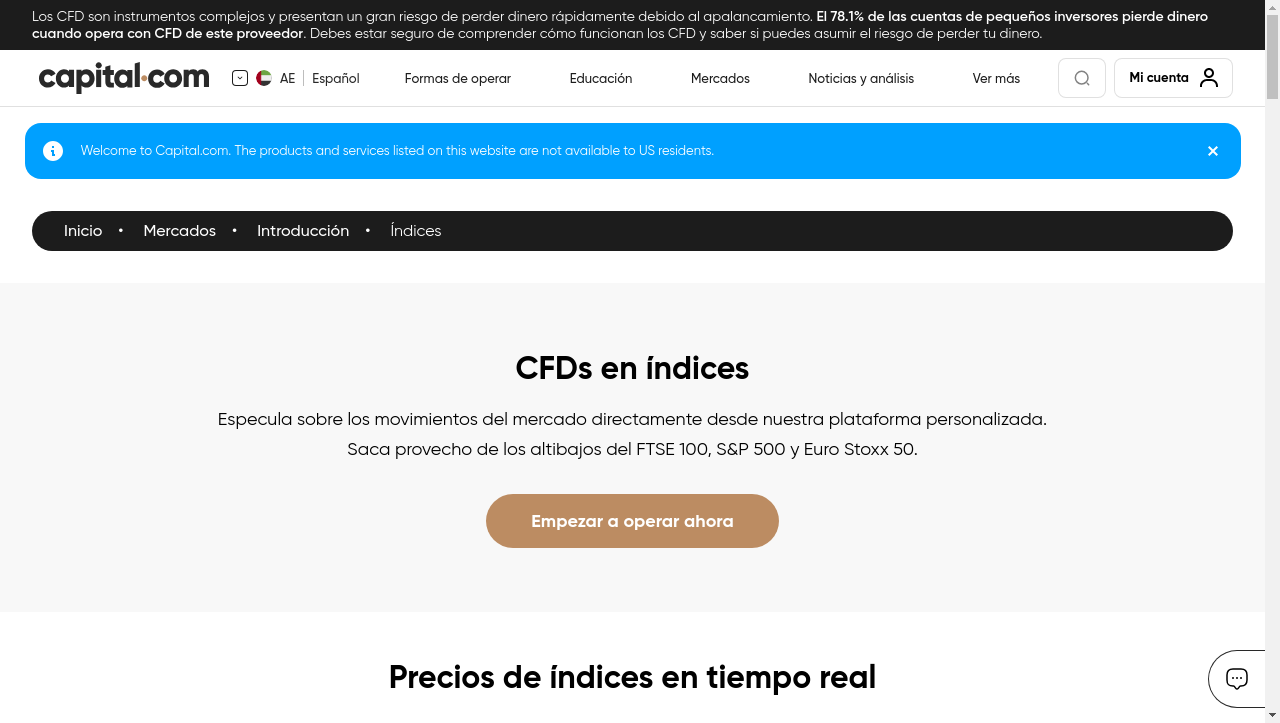 Los CFD son instrumentos complejos y presentan un gran riesgo de perder dinero rápidamente debido al apalancamiento. El 78.1% de las cuentas de pequeños inversores pierde dinero
cuando opera con CFD de este proveedor. Debes estar seguro de comprender cómo funcionan los CFD y saber si puedes asumir el riesgo de perder tu dinero.
capital.com AE Español Formas de operar Educación Mercados Noticias y análisis Ver más Mi cuenta
Welcome to Capital.com. The products and services listed on this website are not available to US residents.
Inicio • Mercados • Introducción • Índices
CFDs en índices
Especula sobre los movimientos del mercado directamente desde nuestra plataforma personalizada.
Saca provecho de los altibajos del FTSE 100, S&P 500 y Euro Stoxx 50.
Empezar a operar ahora
Precios de índices en tiempo real